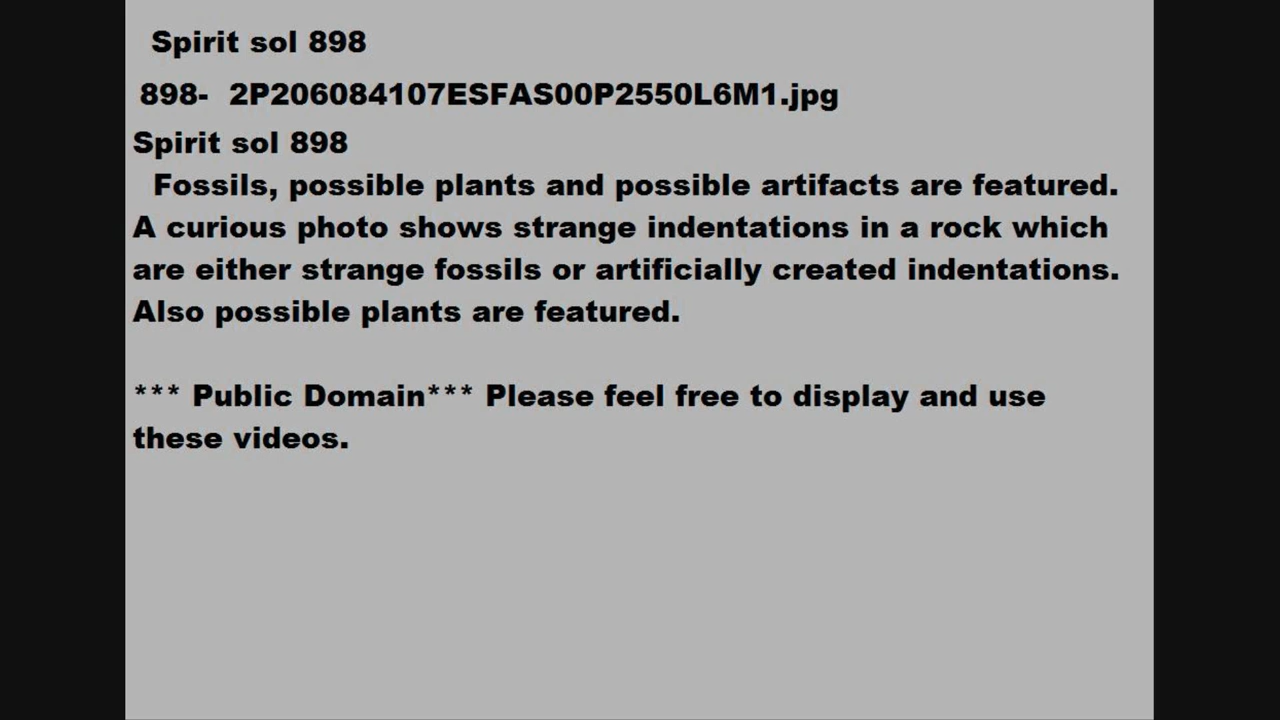 Spirit sol 898
898- 2P206084107ESFAS00P2550L6M1.jpg
Spirit sol 898
Fossils, possible plants and possible artifacts are featured.
A curious photo shows strange indentations in a rock which
are either strange fossils or artificially created indentations.
Also possible plants are featured.
*** Public Domain*** Please feel free to display and use
these videos.